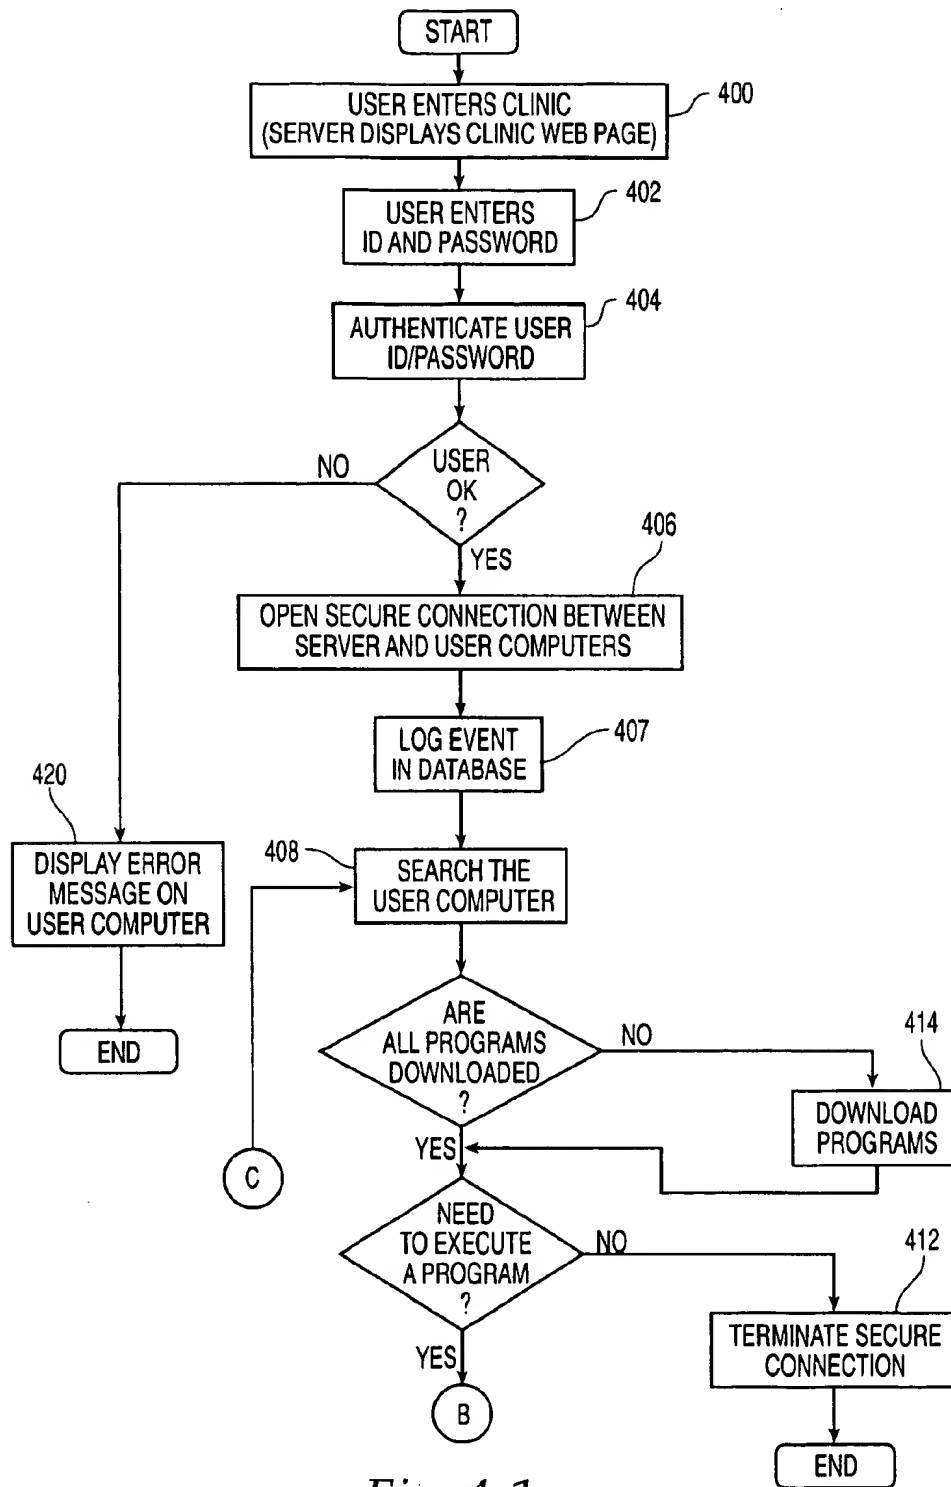 START
USER ENTERS CLINIC
(SERVER DISPLAYS CLINIC WEB PAGE)
400
USER ENTERS
ID AND PASSWORD
402
AUTHENTICATE USER
ID/PASSWORD
404
USER
OK
?
NO
YES
406
OPEN SECURE CONNECTION BETWEEN
SERVER AND USER COMPUTERS
LOG EVENT
IN DATABASE
407
420
DISPLAY ERROR
MESSAGE ON
USER COMPUTER
END
408
SEARCH THE
USER COMPUTER
ARE
ALL PROGRAMS
DOWNLOADED
?
NO
414
DOWNLOAD
PROGRAMS
YES
C
NEED
TO EXECUTE
A PROGRAM
?
NO
412
TERMINATE SECURE
CONNECTION
YES
B
END